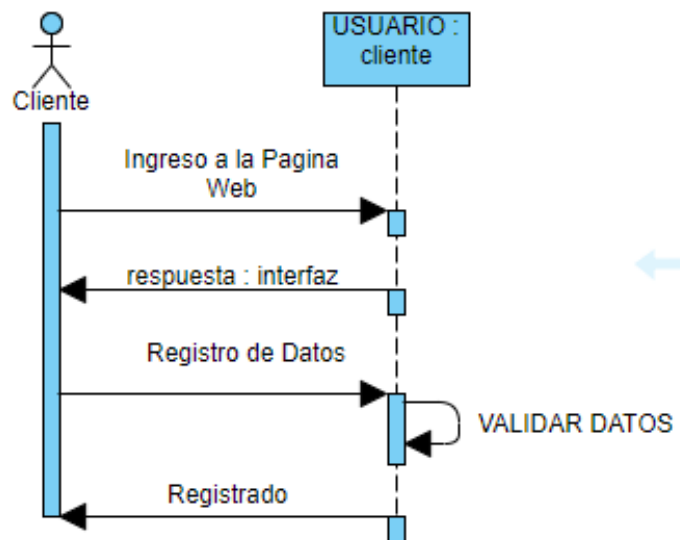 USUARIO :
cliente
Cliente
Ingreso a la Pagina
Web
respuesta : interfaz
Registro de Datos
VALIDAR DATOS
Registrado